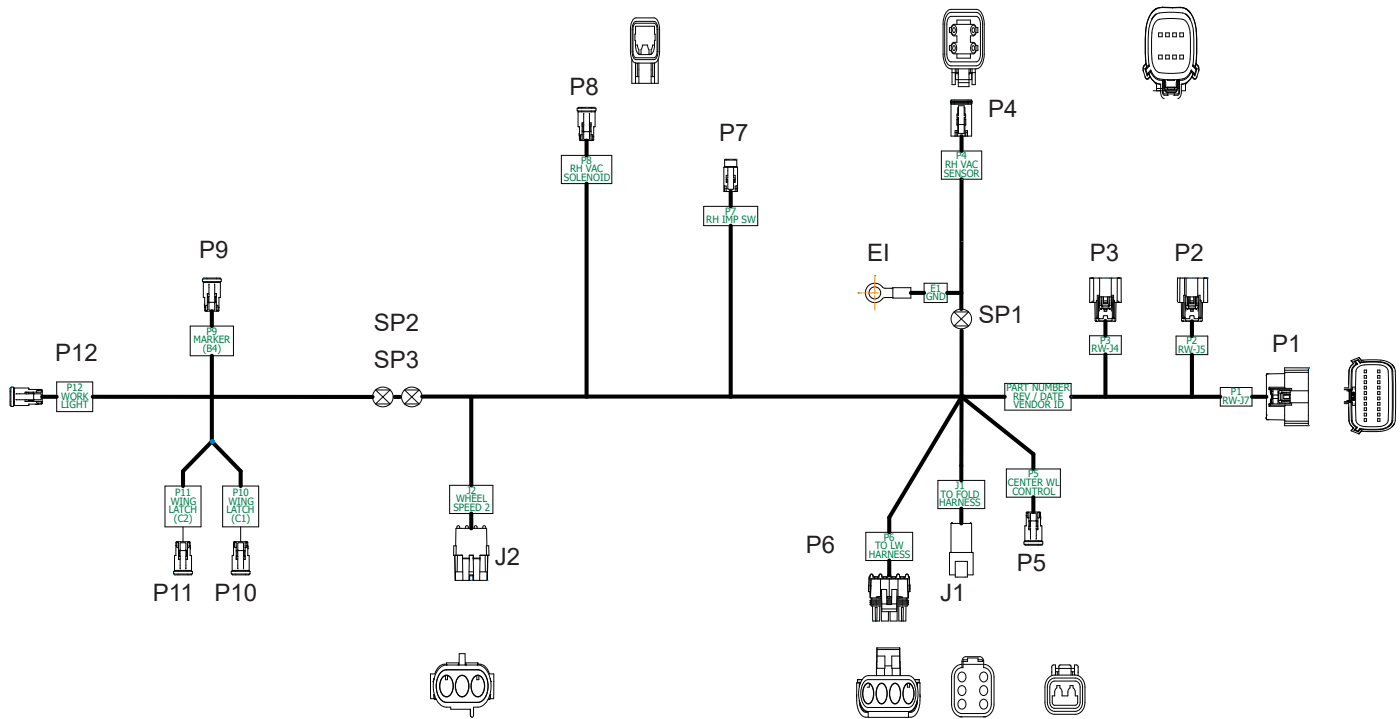 P8
P4
P7
P8
RH VAC
SOLENOID
P4
RH VAC
SENSOR
P7
RH IMP SW
P9
EI
P3
P2
E1
GND
SP2
SP1
P9
MARKER
(B4)
P3
RW-J4
P2
RW-J5
P12
SP3
P1
P12
WORK
LIGHT
PART NUMBER
REV / DATE
VENDOR ID
P1
RW-J7
P11
WING
LATCH
(C2)
P10
WING
LATCH
(C1)
J2
WHEEL
SPEED 2
J1
TO FOLD
HARNESS
P5
CENTER WL
CONTROL
P6
P6
TO LW
HARNESS
J2
P5
P11
P10
J1